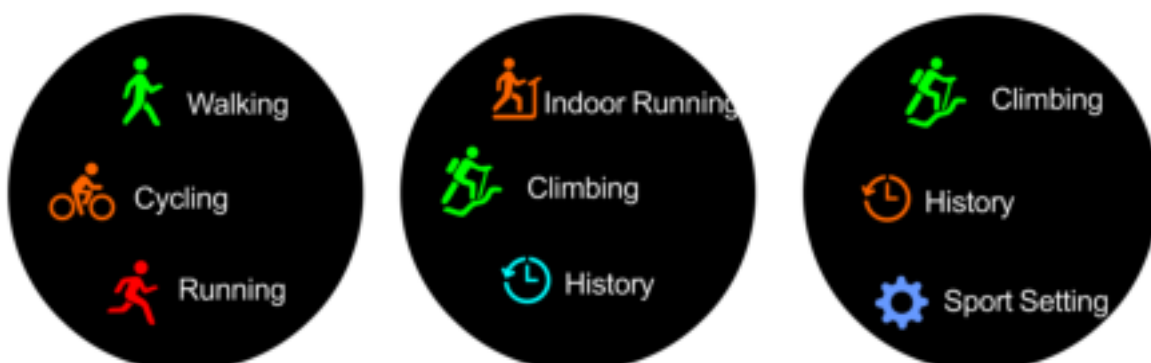 Walking
Cycling
Running
Indoor Running
Climbing
History
Climbing
History
Sport Setting